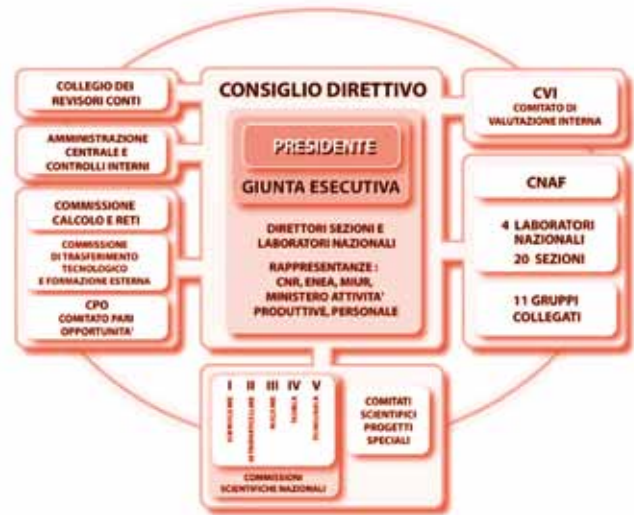 COLLEGIO DEI
REVISORI CONTI
AMMINISTRAZIONE
CENTRALE E
CONTROLLI INTERNI
COMMISSIONE
CALCOLO E RETI
COMMISSIONE
DI TRASFERIMENTO
TECNOLOGICO
E FORMAZIONE ESTERNA
CPO
COMITATO PARI
OPPORTUNITA'
CONSIGLIO DIRETTIVO
PRESIDENTE
GIUNTA ESECUTIVA
DIRETTORI SEZIONI E
LABORATORI NAZIONALI
RAPPRESENTANZE :
CNR, ENEA, MIUR,
MINISTERO ATTIVITA'
PRODUTTIVE, PERSONALE
CVI
COMITATO DI
VALUTAZIONE INTERNA
CNAF
4 LABORATORI
NAZIONALI
20 SEZIONI
11 GRUPPI
COLLEGATI
I II III IV V
COMMISSIONI
SCIENTIFICHE NAZIONALI
COMITATI
SCIENTIFICI
PROGETTI
SPECIALI